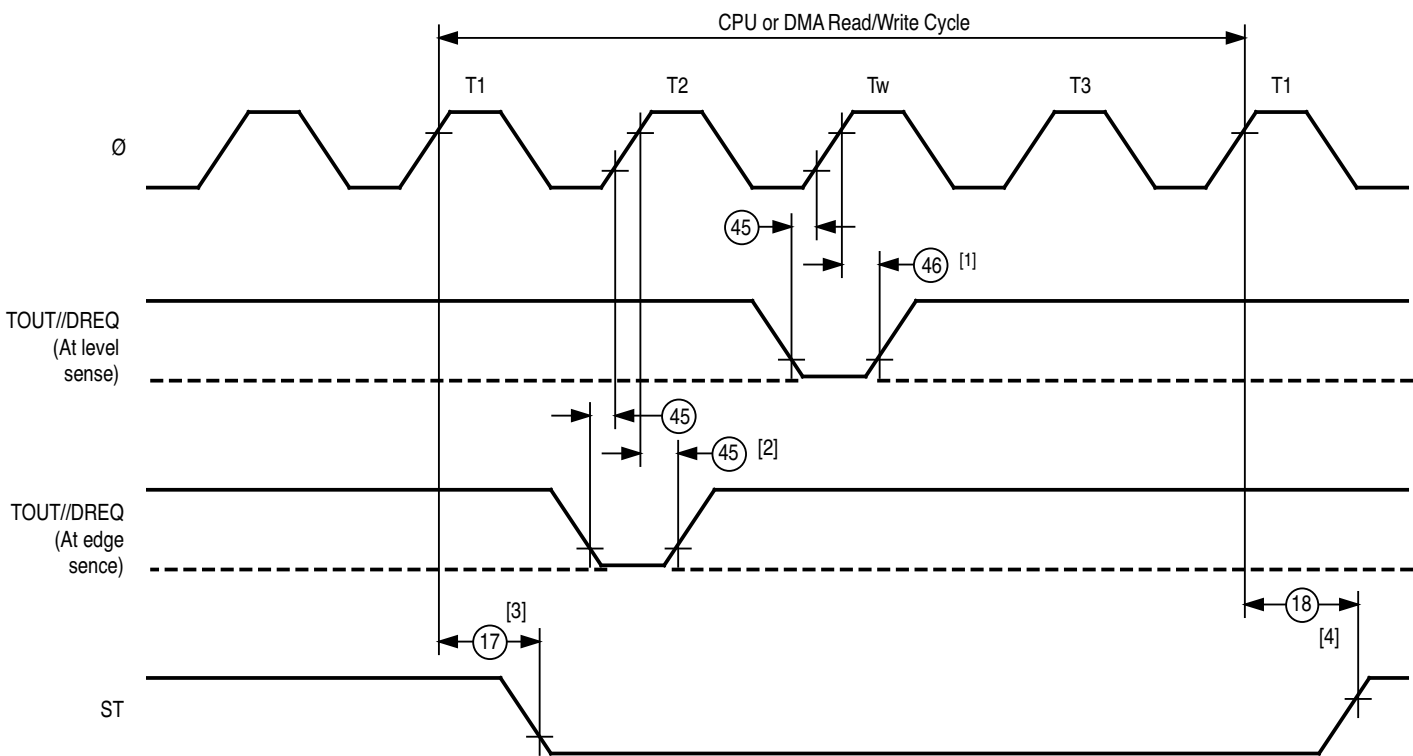 CPU or DMA Read/Write Cycle
T1 T2 Tw T3 T1
Ø
45
46 [1]
TOUT//DREQ
(At level
sense)
45
45 [2]
TOUT//DREQ
(At edge
sence)
[3]
17
18
[4]
ST